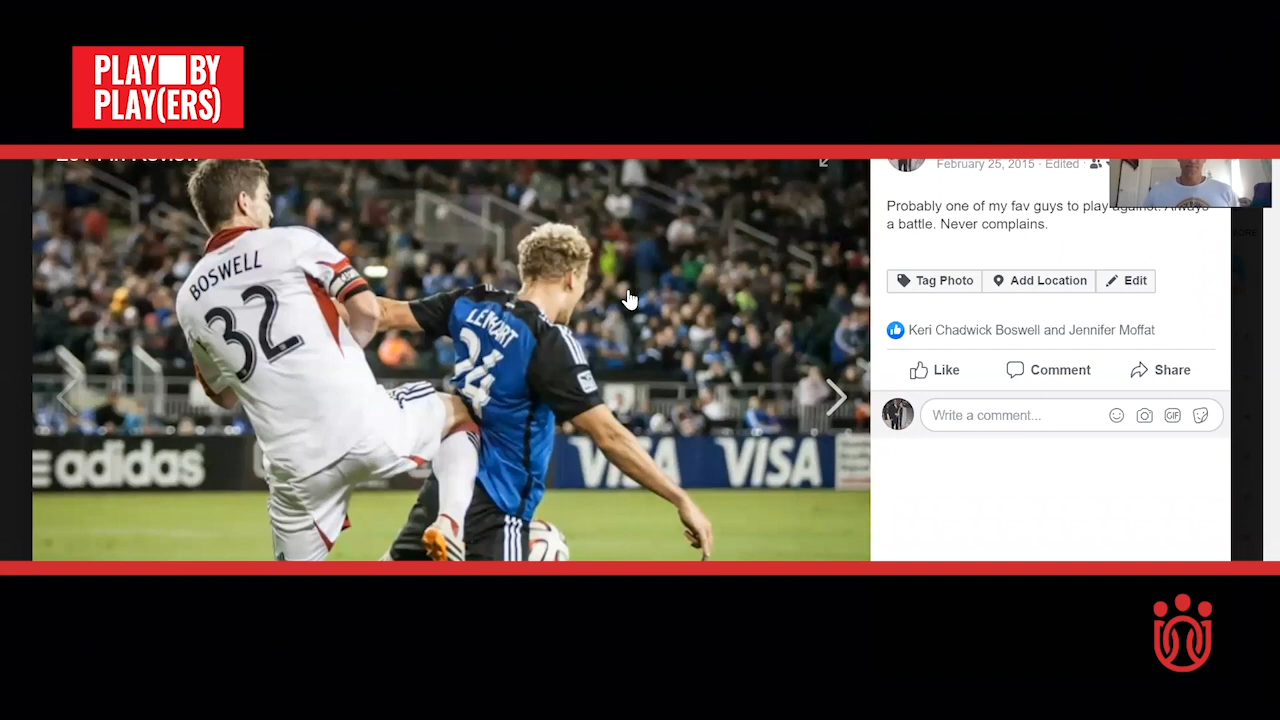 PLAY BY
PLAY(ERS)
February 25, 2015 · Edited ·
Probably one of my fav guys to play against. Always
a battle. Never complains.
Tag Photo
Add Location
Edit
Keri Chadwick Boswell and Jennifer Moffat
Like
Comment
Share
Write a comment...
GIF
BOSWELL
32
LENHART
24
adidas
VISA
VISA